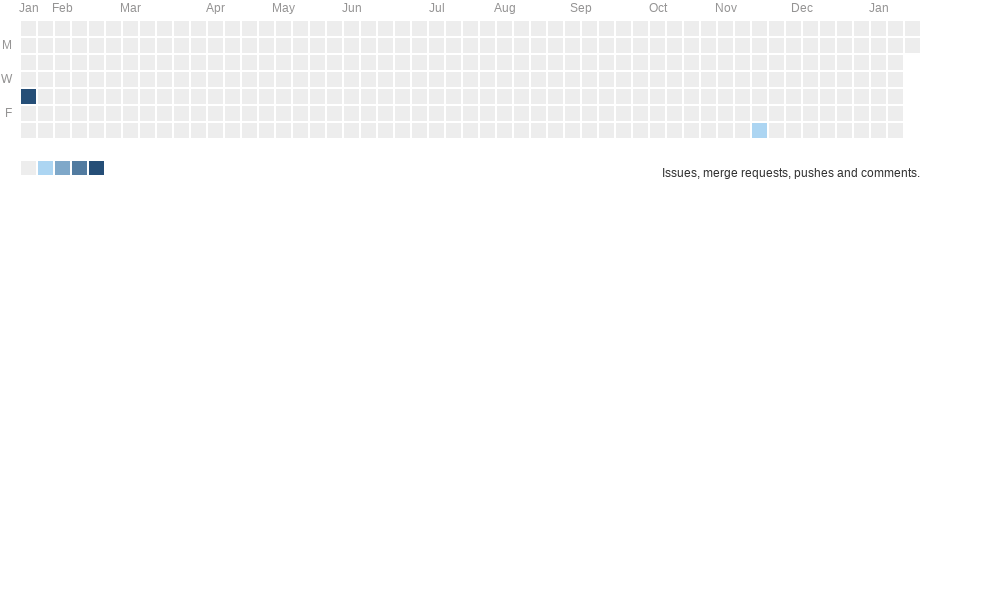 Jan Feb Mar Apr May Jun Jul Aug Sep Oct Nov Dec Jan
M
W
F
Issues, merge requests, pushes and comments.